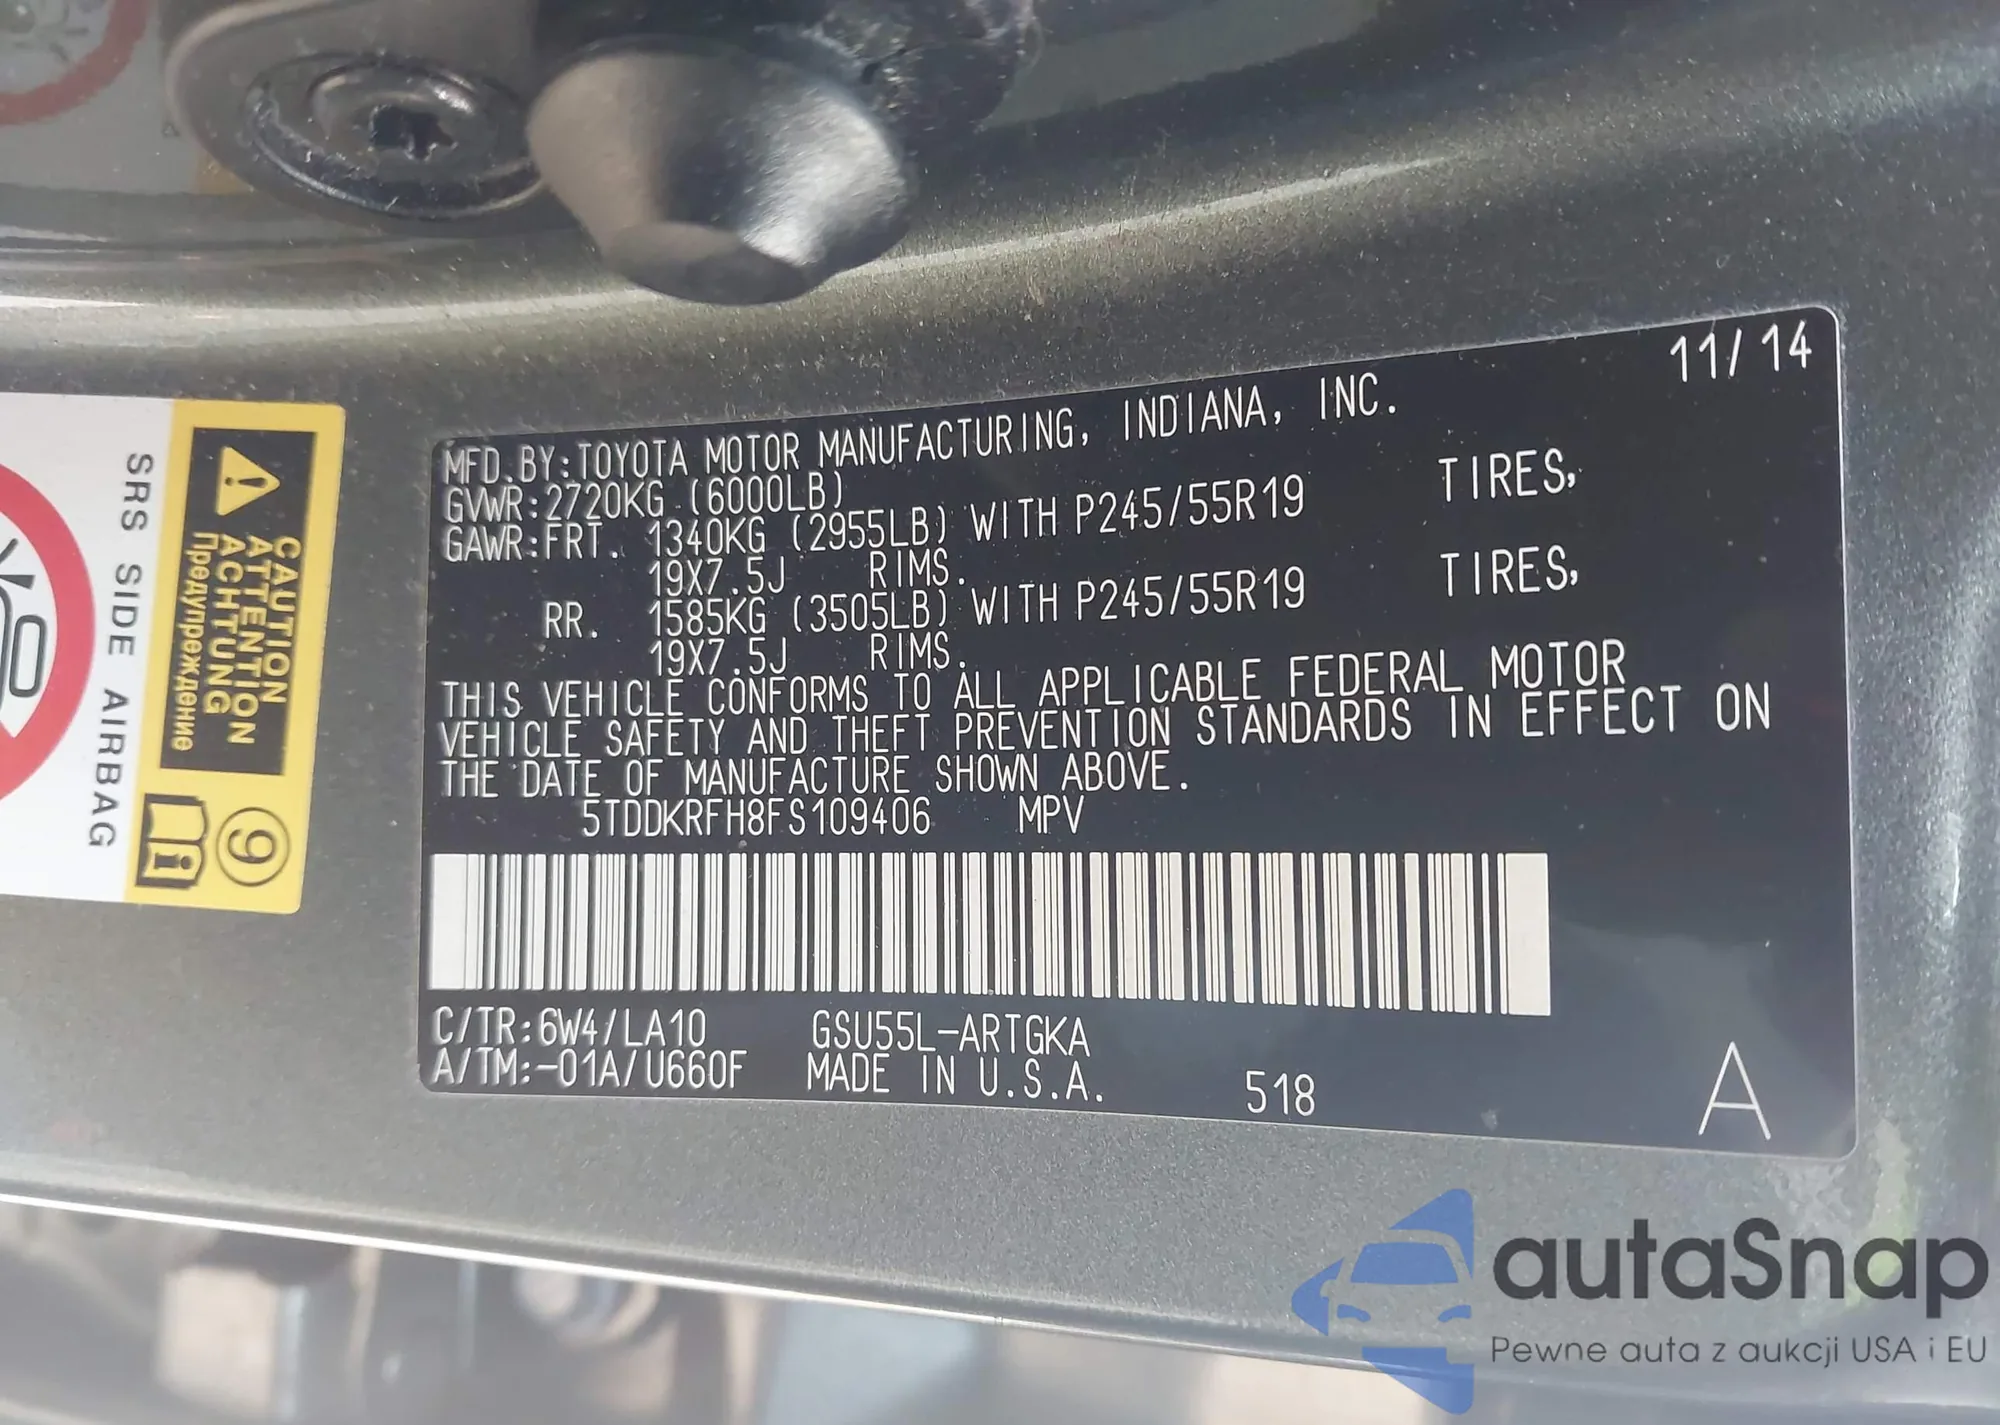 11/14
MFD.BY:TOYOTA MOTOR MANUFACTURING, INDIANA, INC.
GVWR:2720KG (6000LB)
GAWR:FRT. 1340KG (2955LB) WITH P245/55R19 TIRES,
19X7.5J RIMS.
RR. 1585KG (3505LB) WITH P245/55R19 TIRES,
19X7.5J RIMS.
THIS VEHICLE CONFORMS TO ALL APPLICABLE FEDERAL MOTOR
VEHICLE SAFETY AND THEFT PREVENTION STANDARDS IN EFFECT ON
THE DATE OF MANUFACTURE SHOWN ABOVE.
5TDDKRFH8FS109406 MPV
C/TR:6W4/LA10 GSU55L-ARTGKA
A/TM:-01A/U660F MADE IN U.S.A. 518 A
CAUTION
ATTENTION
ACHTUNG
Предупреждение
9
SRS SIDE AIRBAG
autaSnap
Pewne auta z aukcji USA i EU